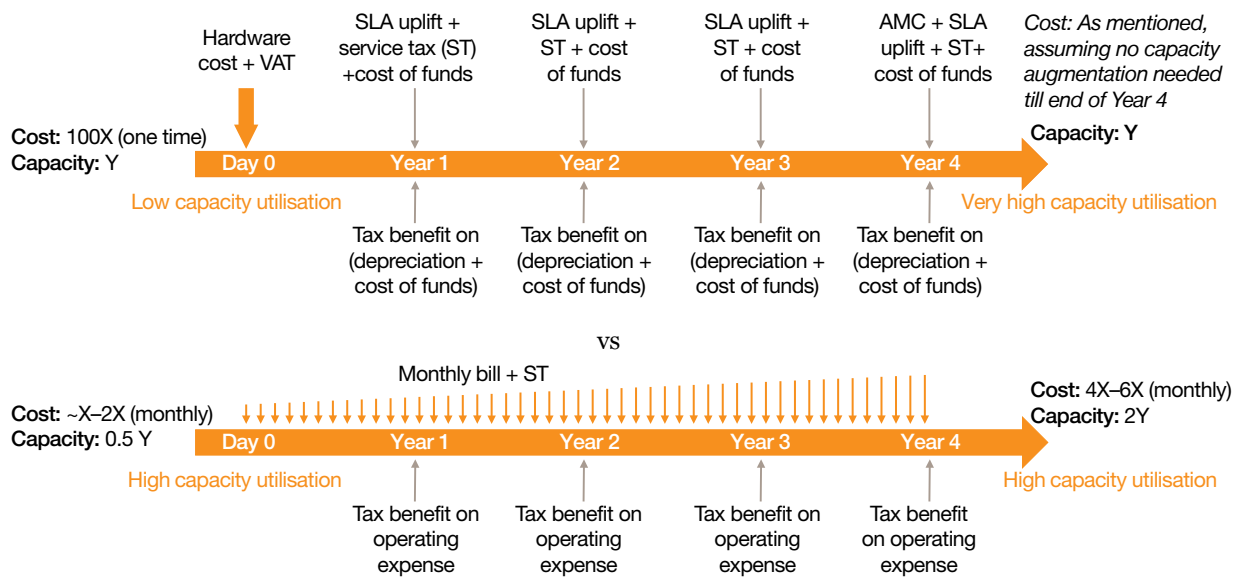 Hardware
cost + VAT
SLA uplift +
service tax (ST)
+cost of funds
SLA uplift +
ST + cost
of funds
SLA uplift +
ST + cost
of funds
AMC + SLA
uplift + ST+
cost of funds
Cost: As mentioned,
assuming no capacity
augmentation needed
till end of Year 4
Cost: 100X (one time)
Capacity: Y
Capacity: Y
Day 0
Year 1
Year 2
Year 3
Year 4
Low capacity utilisation
Very high capacity utilisation
Tax benefit on
(depreciation +
cost of funds)
Tax benefit on
(depreciation +
cost of funds)
Tax benefit on
(depreciation +
cost of funds)
Tax benefit on
(depreciation +
cost of funds)
vs
Monthly bill + ST
Cost: ~X–2X (monthly)
Capacity: 0.5 Y
Cost: 4X–6X (monthly)
Capacity: 2Y
Day 0
Year 1
Year 2
Year 3
Year 4
High capacity utilisation
High capacity utilisation
Tax benefit on
operating
expense
Tax benefit on
operating
expense
Tax benefit on
operating
expense
Tax benefit
on operating
expense